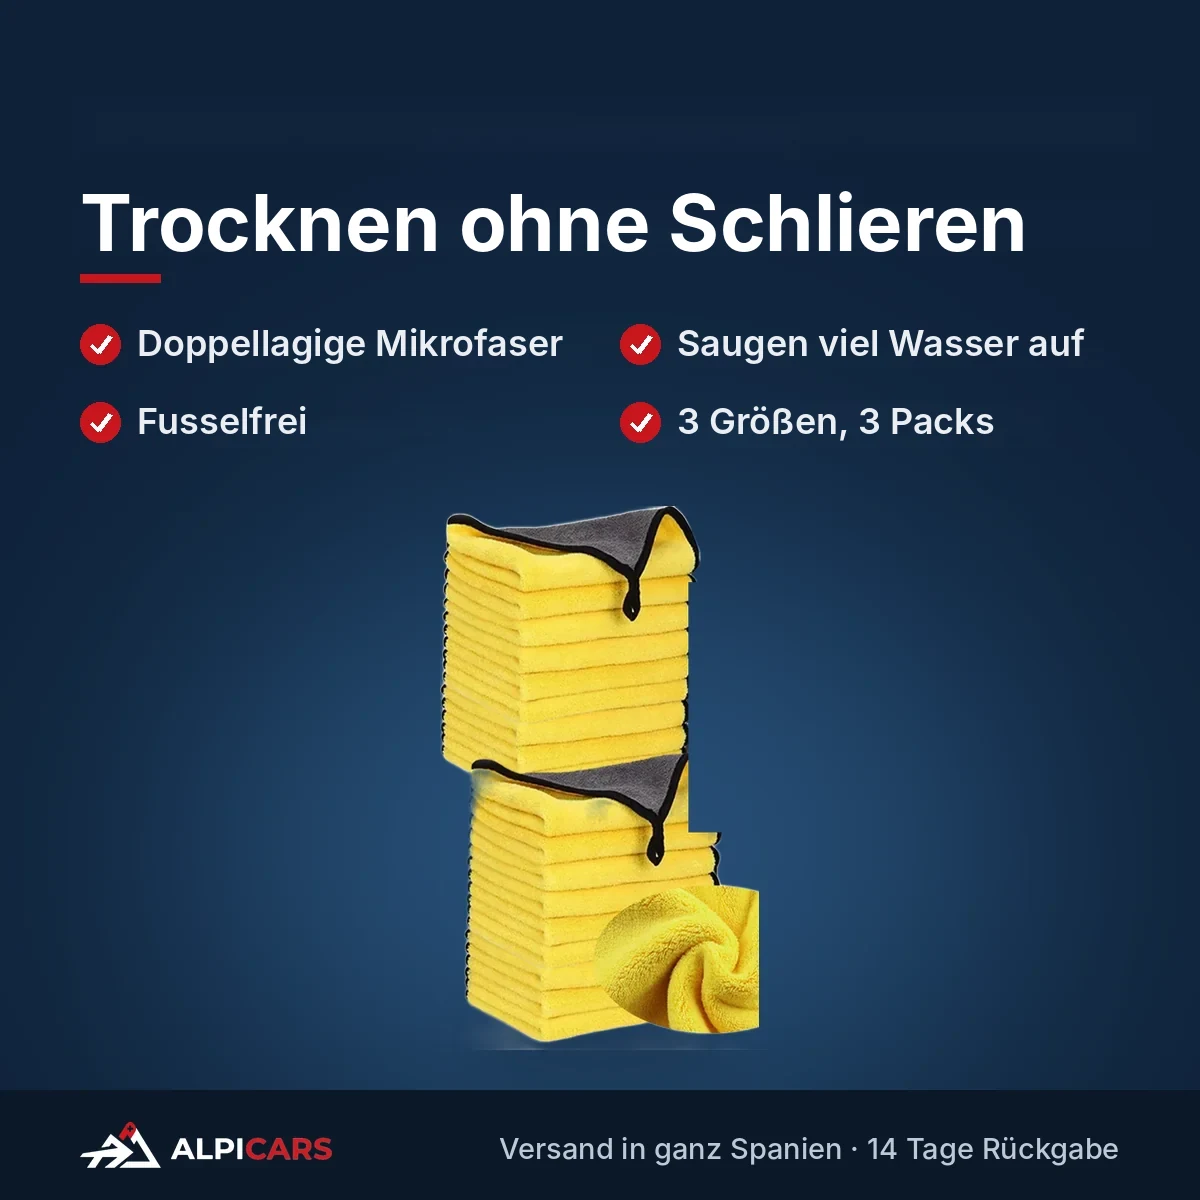 Trocknen ohne Schlieren
Doppellagige Mikrofaser
Saugen viel Wasser auf
Fusselfrei
3 Größen, 3 Packs
ALPICARS
Versand in ganz Spanien · 14 Tage Rückgabe